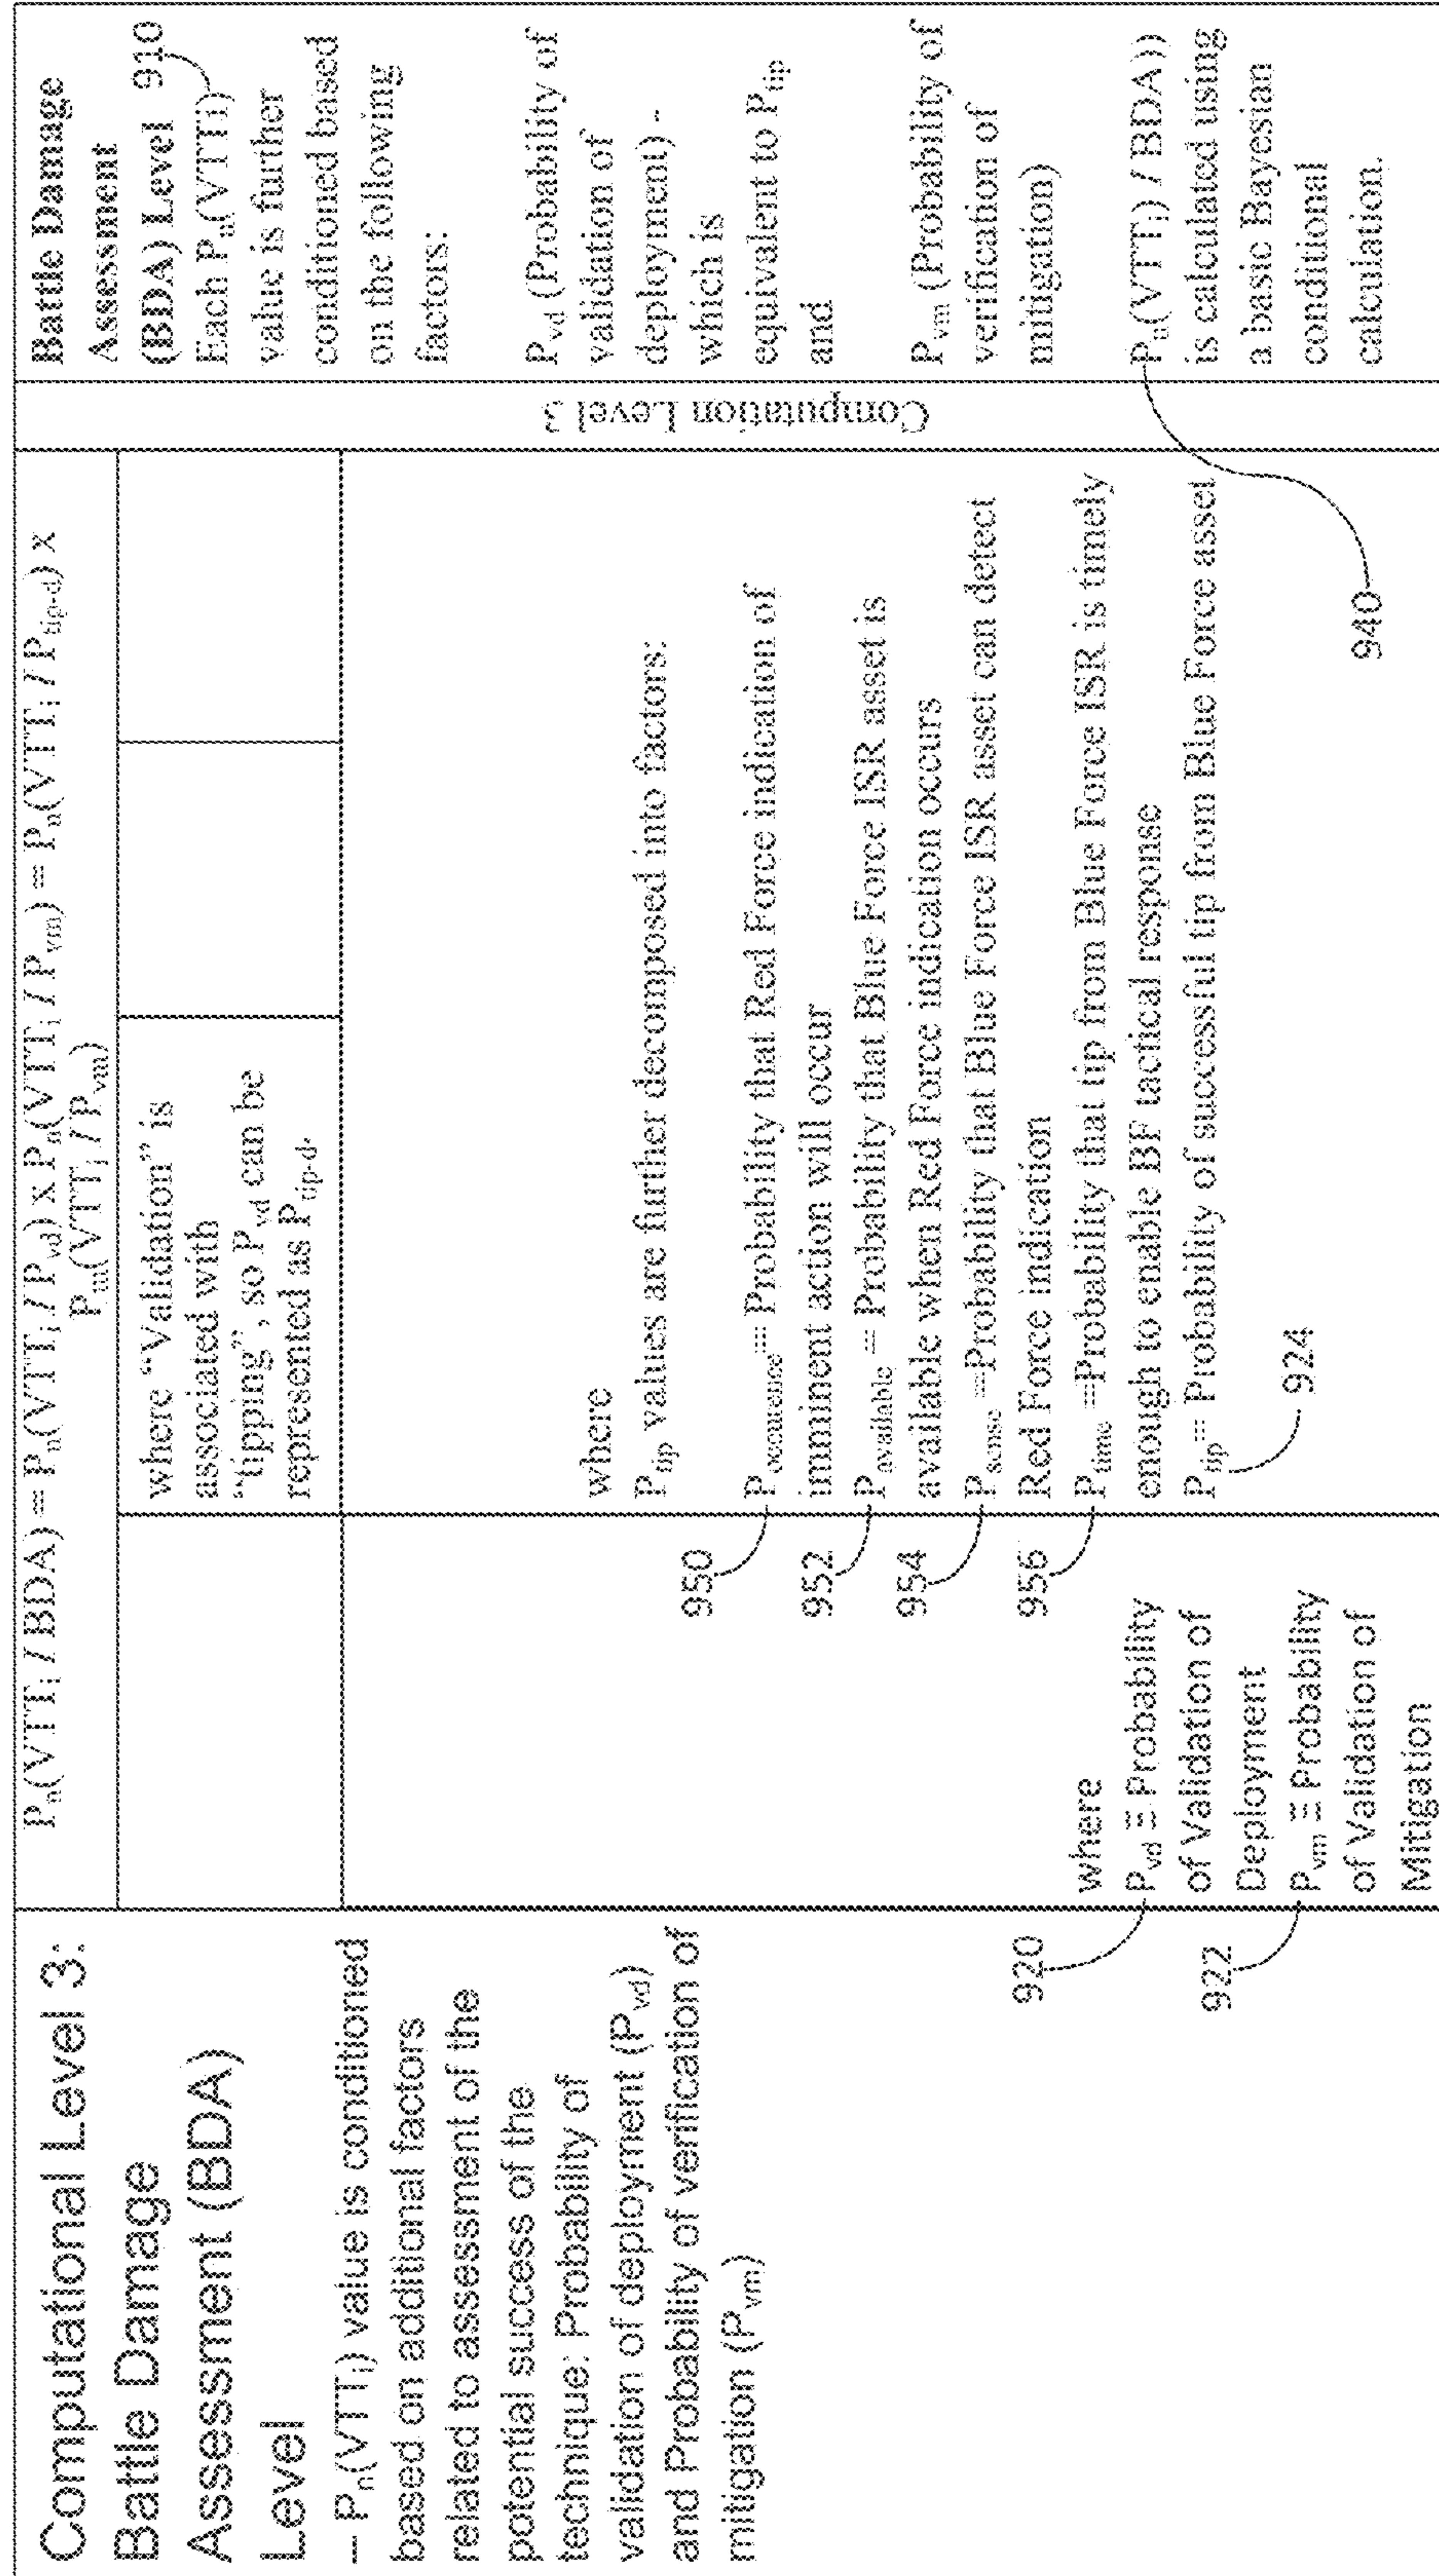 Computational Level 3:
Battle Damage
Assessment (BDA)
Level
– Pn(VTTi) value is conditioned
based on additional factors
related to assessment of the
potential success of the
technique: Probability of
validation of deployment (Pvd)
and Probability of verification of
mitigation (Pvm)
Pn(VTTi / BDA) = Pn(VTTi / Pvd) x Pn(VTTi / Pvm) = Pn(VTTi / Ptip-d) x
Pn(VTTi / Pvm)
where “Validation” is
associated with
“tipping”, so Pvd can be
represented as Ptip-d.
where
Ptip values are further decomposed into factors:
950
Poccurence= Probability that Red Force indication of
imminent action will occur
952
Pavailable = Probability that Blue Force ISR asset is
available when Red Force indication occurs
954
Psense =Probability that Blue Force ISR asset can detect
Red Force indication
956
Ptime =Probability that tip from Blue Force ISR is timely
enough to enable BF tactical response
Ptip= Probability of successful tip from Blue Force asset
924
where
920
Pvd ≡ Probability
of Validation of
Deployment
922
Pvm ≡ Probability
of Validation of
Mitigation
Computation Level 3
Battle Damage
Assessment
(BDA) Level 910
Each Pn(VTTi)
value is further
conditioned based
on the following
factors:
Pvd (Probability of
validation of
deployment) -
which is
equivalent to Ptip
and
Pvm (Probability of
verification of
mitigation)
Pn(VTTi) / BDA))
is calculated using
a basic Bayesian
conditional
calculation.
940